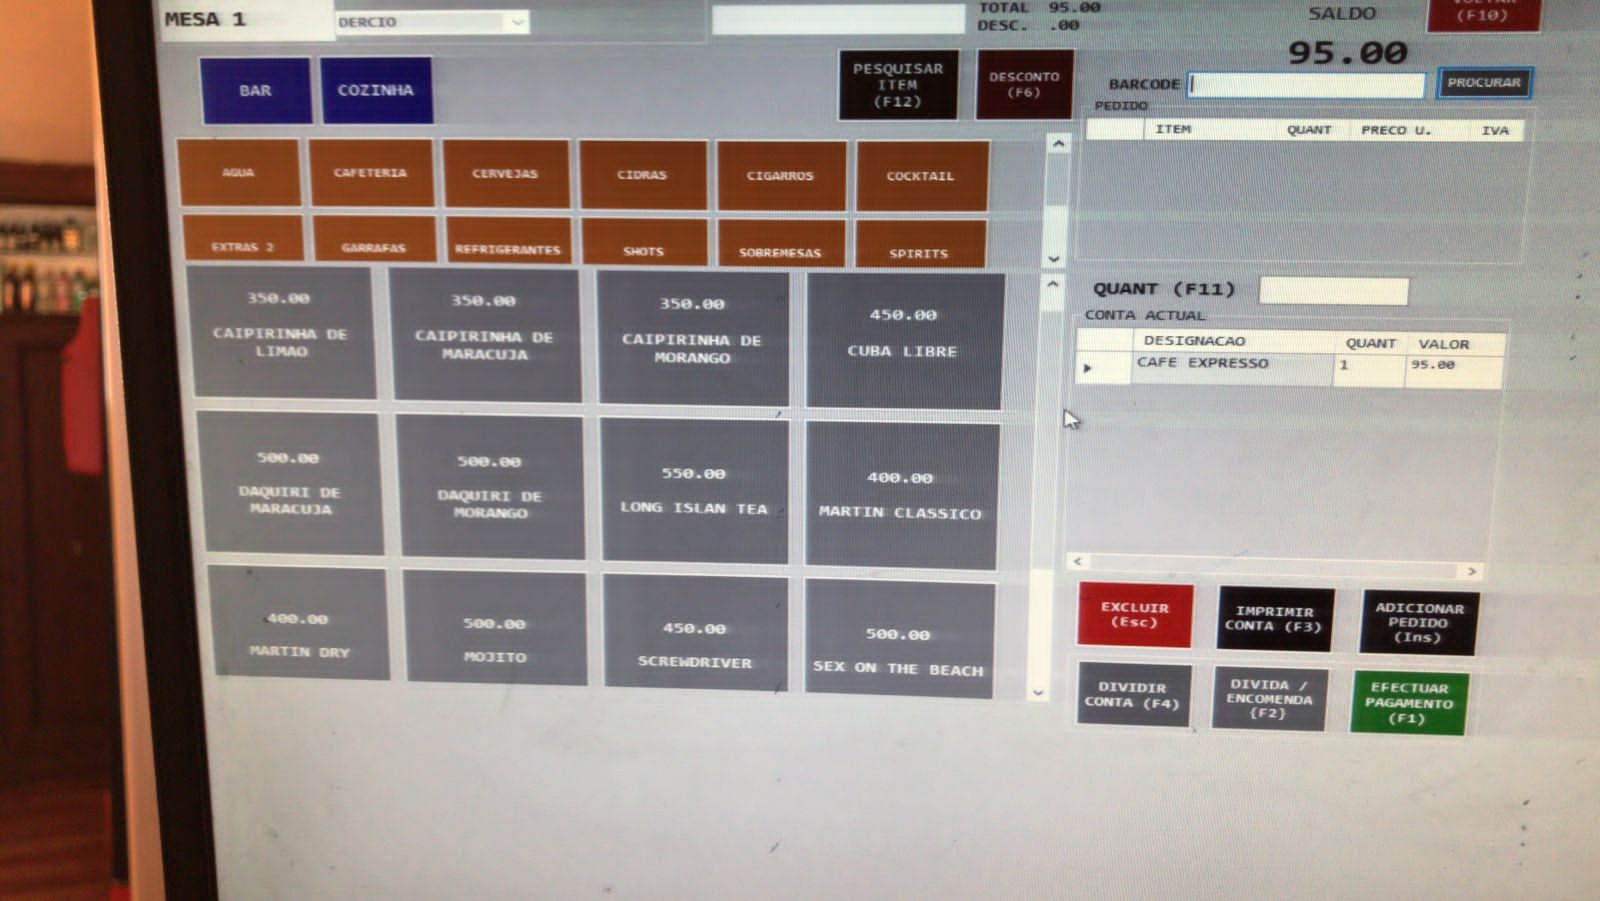 MESA 1
DERCIO
TOTAL 95.00
DESC. .00
SALDO
95.00
(F10)
BAR
COZINHA
PESQUISAR
ITEM
(F12)
DESCONTO
(F6)
BARCODE
PROCURAR
PEDIDO
ITEM QUANT PRECO U. IVA
AGUA
CAFETERIA
CERVEJAS
CIDRAS
CIGARROS
COCKTAIL
EXTRAS 2
GARRAFAS
REFRIGERANTES
SHOTS
SOBREMESAS
SPIRITS
350.00
CAIPIRINHA DE
LIMAO
350.00
CAIPIRINHA DE
MARACUJA
350.00
CAIPIRINHA DE
MORANGO
450.00
CUBA LIBRE
500.00
DAQUIRI DE
MARACUJA
500.00
DAQUIRI DE
MORANGO
550.00
LONG ISLAN TEA
400.00
MARTIN CLASSICO
400.00
MARTIN DRY
500.00
MOJITO
450.00
SCREWDRIVER
500.00
SEX ON THE BEACH
QUANT (F11)
CONTA ACTUAL
DESIGNACAO QUANT VALOR
CAFE EXPRESSO 1 95.00
EXCLUIR
(Esc)
IMPRIMIR
CONTA (F3)
ADICIONAR
PEDIDO
(Ins)
DIVIDIR
CONTA (F4)
DIVIDA /
ENCOMENDA
{F2}
EFECTUAR
PAGAMENTO
(F1)